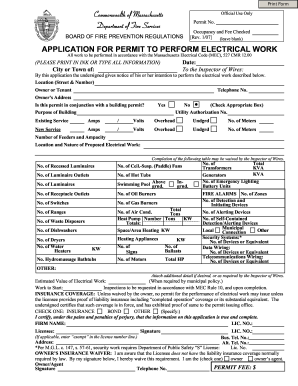 Print Form
Commonwealth of Massachusetts
Official Use Only
Permit No.
Department of Fire Services
Occupancy and Fee Checked
BOARD OF FIRE PREVENTION REGULATIONS
[Rev. 1/07] (leave blank)
APPLICATION FOR PERMIT TO PERFORM ELECTRICAL WORK
All work to be performed in accordance with the Massachusetts Electrical Code (MEC), 527 CMR 12.00
(PLEASE PRINT IN INK OR TYPE ALL INFORMATION) Date:
City or Town of: To the Inspector of Wires:
By this application the undersigned gives notice of his or her intention to perform the electrical work described below.
Location (Street & Number)
Owner or Tenant Telephone No.
Owner's Address
Is this permit in conjunction with a building permit? Yes No (Check Appropriate Box)
Purpose of Building Utility Authorization No.
Existing Service Amps / Volts Overhead Undgrd No. of Meters
New Service Amps / Volts Overhead Undgrd No. of Meters
Number of Feeders and Ampacity
Location and Nature of Proposed Electrical Work:
Completion of the following table may be waived by the Inspector of Wires.
No. of Recessed Luminaires No. of Ceil.-Susp. (Paddle) Fans No. of Transformers Total KVA
No. of Luminaire Outlets No. of Hot Tubs Generators KVA
No. of Luminaires Swimming Pool Above grnd. In-grnd. No. of Emergency Lighting Battery Units
No. of Receptacle Outlets No. of Oil Burners FIRE ALARMS No. of Zones
No. of Switches No. of Gas Burners No. of Detection and Initiating Devices
No. of Ranges No. of Air Cond. Total Tons No. of Alerting Devices
No. of Waste Disposers Heat Pump Totals: Number Tons KW No. of Self-Contained Detection/Alerting Devices
No. of Dishwashers Space/Area Heating KW Local Municipal Connection Other
No. of Dryers Heating Appliances KW Security Systems:* No. of Devices or Equivalent
No. of Water Heaters KW No. of Signs No. of Ballasts Data Wiring: No. of Devices or Equivalent
No. Hydromassage Bathtubs No. of Motors Total HP Telecommunications Wiring: No. of Devices or Equivalent
OTHER:
Attach additional detail if desired, or as required by the Inspector of Wires.
Estimated Value of Electrical Work: (When required by municipal policy.)
Work to Start: Inspections to be requested in accordance with MEC Rule 10, and upon completion.
INSURANCE COVERAGE: Unless waived by the owner, no permit for the performance of electrical work may issue unless
the licensee provides proof of liability insurance including "completed operation" coverage or its substantial equivalent. The
undersigned certifies that such coverage is in force, and has exhibited proof of same to the permit issuing office.
CHECK ONE: INSURANCE BOND OTHER (Specify:)
I certify, under the pains and penalties of perjury, that the information on this application is true and complete.
FIRM NAME: LIC. NO.:
Licensee: Signature LIC. NO.:
(If applicable, enter "exempt" in the license number line.) Bus. Tel. No.:
Address: Alt. Tel. No.:
*Per M.G.L. c. 147, s. 57-61, security work requires Department of Public Safety "S" License: Lic. No.
OWNER'S INSURANCE WAIVER: I am aware that the Licensee does not have the liability insurance coverage normally
required by law. By my signature below, I hereby waive this requirement. I am the (check one) owner owner's agent.
Owner/Agent
Signature Telephone No. PERMIT FEE: $